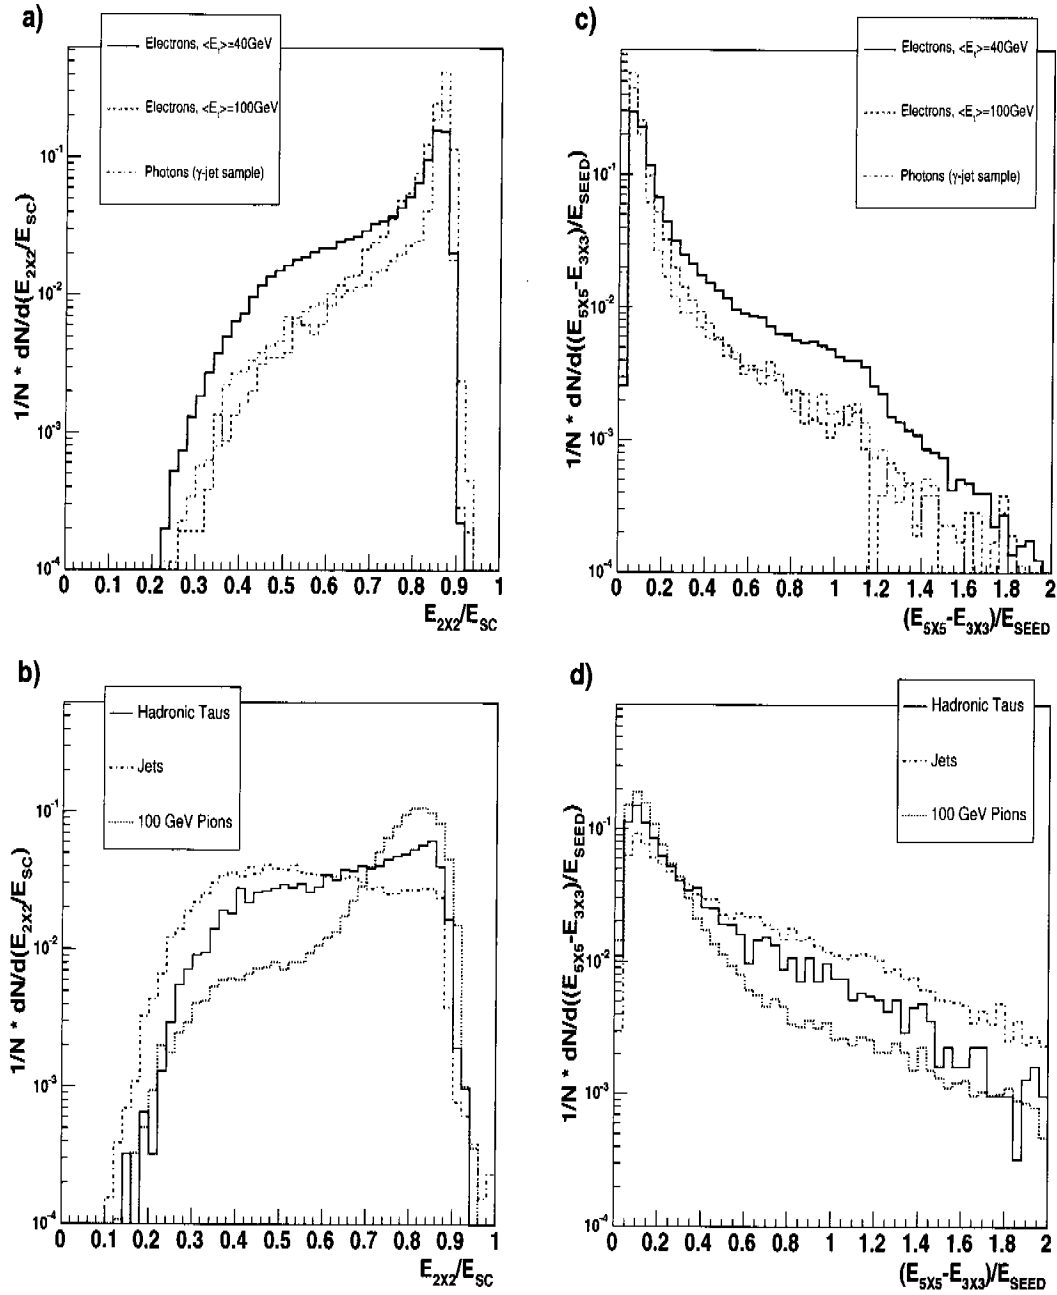 a)
Electrons, <Et>=40GeV
Electrons, <Et>=100GeV
Photons (γ-jet sample)
1/N * dN/d(E2X2/ESC)
10-1
10-2
10-3
10-4
0 0.1 0.2 0.3 0.4 0.5 0.6 0.7 0.8 0.9 1
E2X2/ESC
c)
Electrons, <Et>=40GeV
Electrons, <Et>=100GeV
Photons (γ-jet sample)
1/N * dN/d((E5X5-E3X3)/ESEED)
10-1
10-2
10-3
10-4
0 0.2 0.4 0.6 0.8 1 1.2 1.4 1.6 1.8 2
(E5X5-E3X3)/ESEED
b)
Hadronic Taus
Jets
100 GeV Pions
1/N * dN/d(E2X2/ESC)
10-1
10-2
10-3
10-4
0 0.1 0.2 0.3 0.4 0.5 0.6 0.7 0.8 0.9 1
E2X2/ESC
d)
Hadronic Taus
Jets
100 GeV Pions
1/N * dN/d((E5X5-E3X3)/ESEED)
10-1
10-2
10-3
10-4
0 0.2 0.4 0.6 0.8 1 1.2 1.4 1.6 1.8 2
(E5X5-E3X3)/ESEED